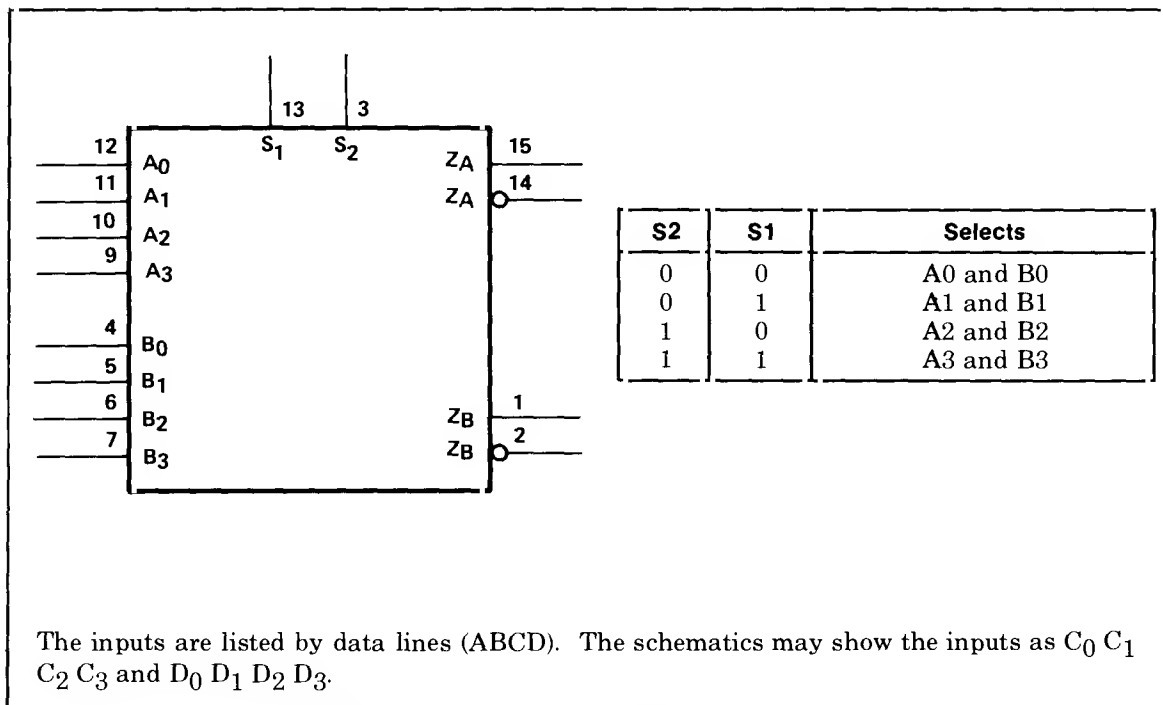 13 3
S1 S2
12 A0 ZA 15
11 A1 ZA 14
10 A2
9 A3
4 B0
5 B1
6 B2 ZB 1
7 B3 ZB 2
S2 S1 Selects
0 0 A0 and B0
0 1 A1 and B1
1 0 A2 and B2
1 1 A3 and B3
The inputs are listed by data lines (ABCD). The schematics may show the inputs as C0 C1
C2 C3 and D0 D1 D2 D3.